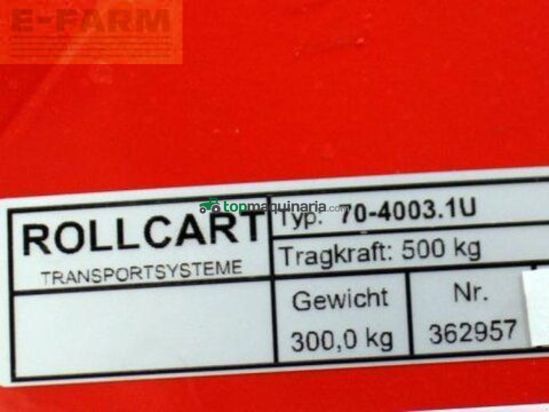 E-FARM
topmaquinaria.com
ROLLCART
TRANSPORTSYSTEME
Typ. 70-4003.1U
Tragkraft: 500 kg
Gewicht
300,0 kg
Nr.
362957